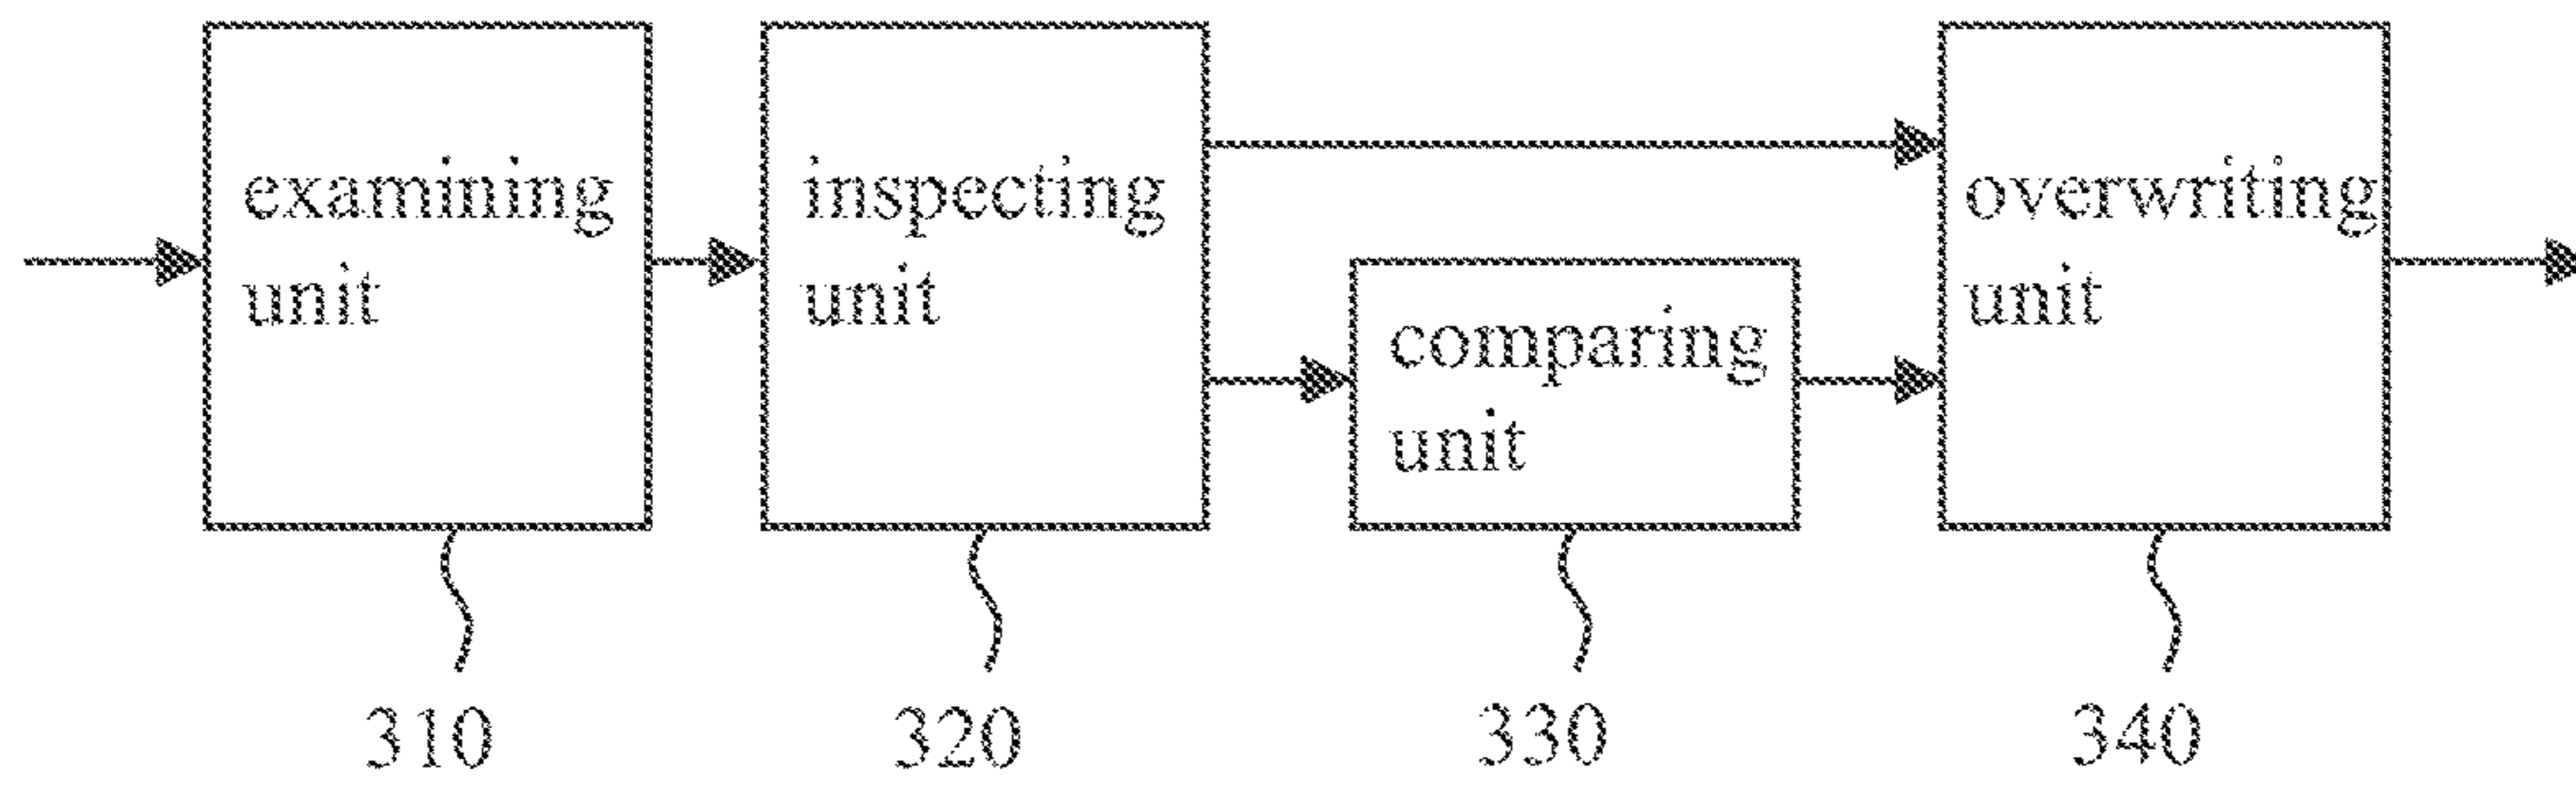 examining
unit
inspecting
unit
comparing
unit
overwriting
unit
310
320
330
340